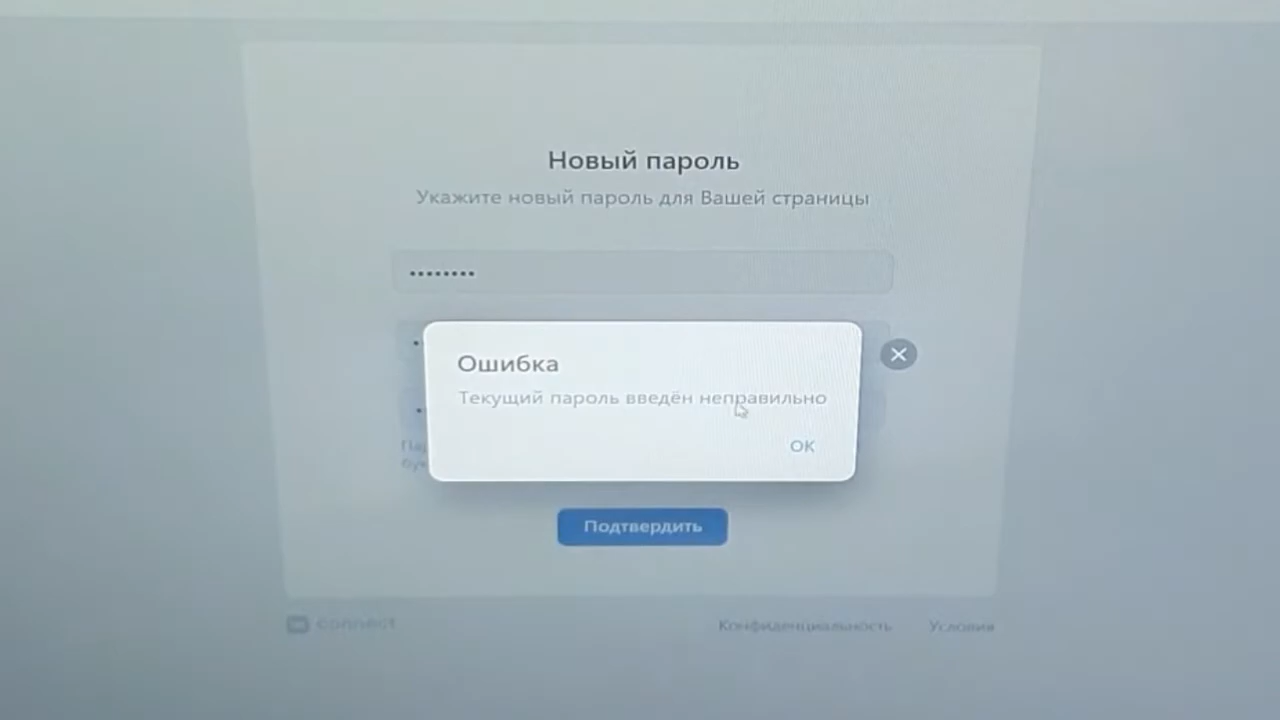 Новый пароль
Укажите новый пароль для Вашей страницы
Ошибка
Текущий пароль введён неправильно
OK
Подтвердить
connect
Конфиденциальность
Условия